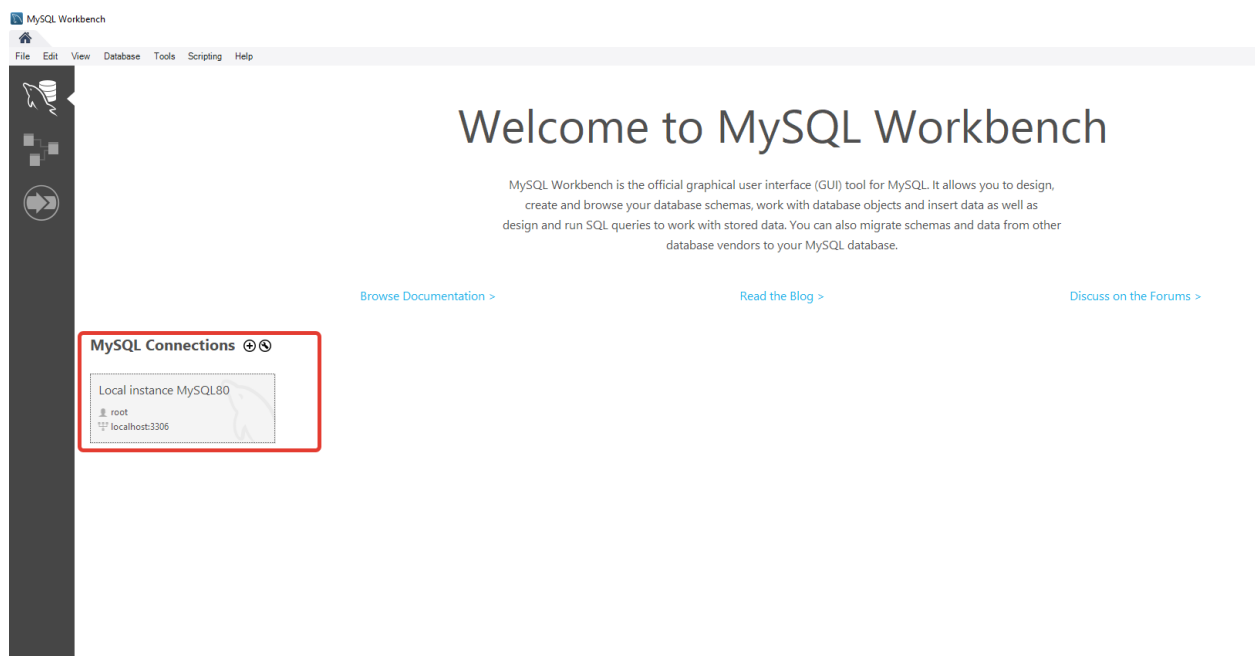 MySQL Workbench
File Edit View Database Tools Scripting Help
Welcome to MySQL Workbench
MySQL Workbench is the official graphical user interface (GUI) tool for MySQL. It allows you to design,
create and browse your database schemas, work with database objects and insert data as well as
design and run SQL queries to work with stored data. You can also migrate schemas and data from other
database vendors to your MySQL database.
Browse Documentation > Read the Blog > Discuss on the Forums >
MySQL Connections
Local instance MySQL80
root
localhost:3306